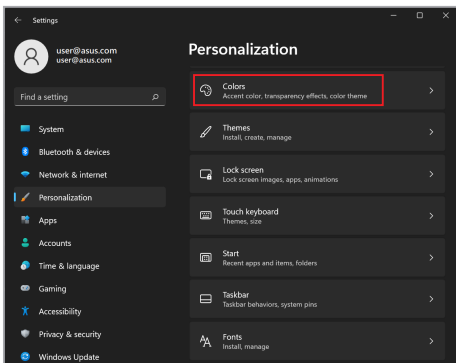 Settings
user@asus.com
user@asus.com
Find a setting
System
Bluetooth & devices
Network & internet
Personalization
Apps
Accounts
Time & language
Gaming
Accessibility
Privacy & security
Windows Update
Personalization
Colors
Accent color, transparency effects, color theme
Themes
Install, create, manage
Lock screen
Lock screen images, apps, animations
Touch keyboard
Themes, size
Start
Recent apps and items, folders
Taskbar
Taskbar behaviors, system pins
Fonts
Install, manage